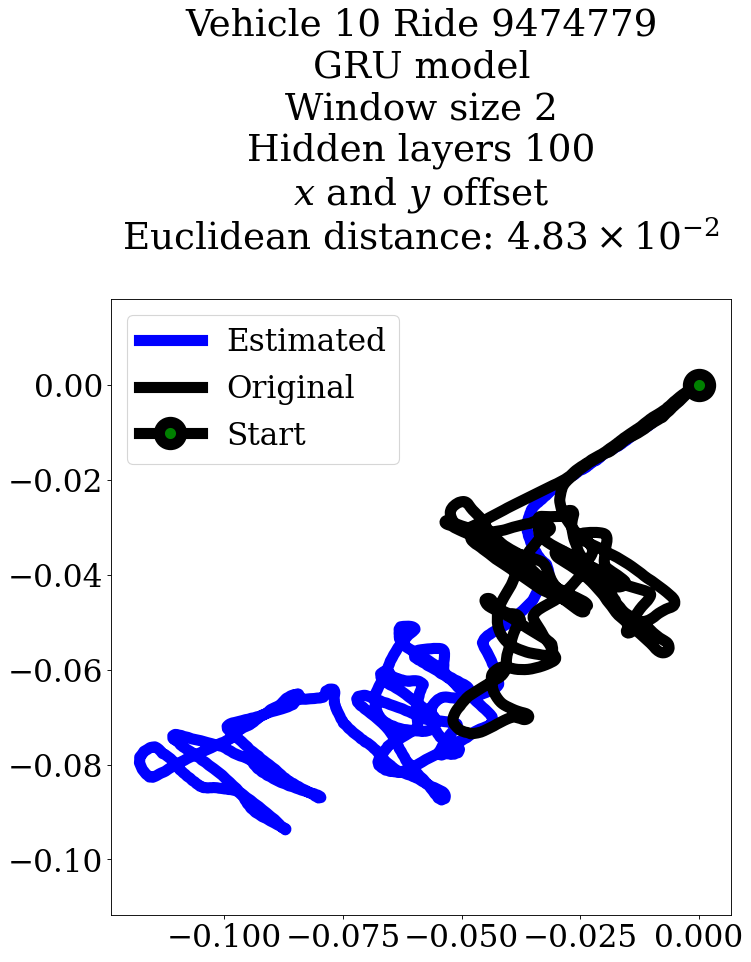 Vehicle 10 Ride 9474779
GRU model
Window size 2
Hidden layers 100
x and y offset
Euclidean distance: 4.83 × 10⁻²
Estimated
Original
Start
0.00
−0.02
−0.04
−0.06
−0.08
−0.10
−0.100 −0.075 −0.050 −0.025 0.000